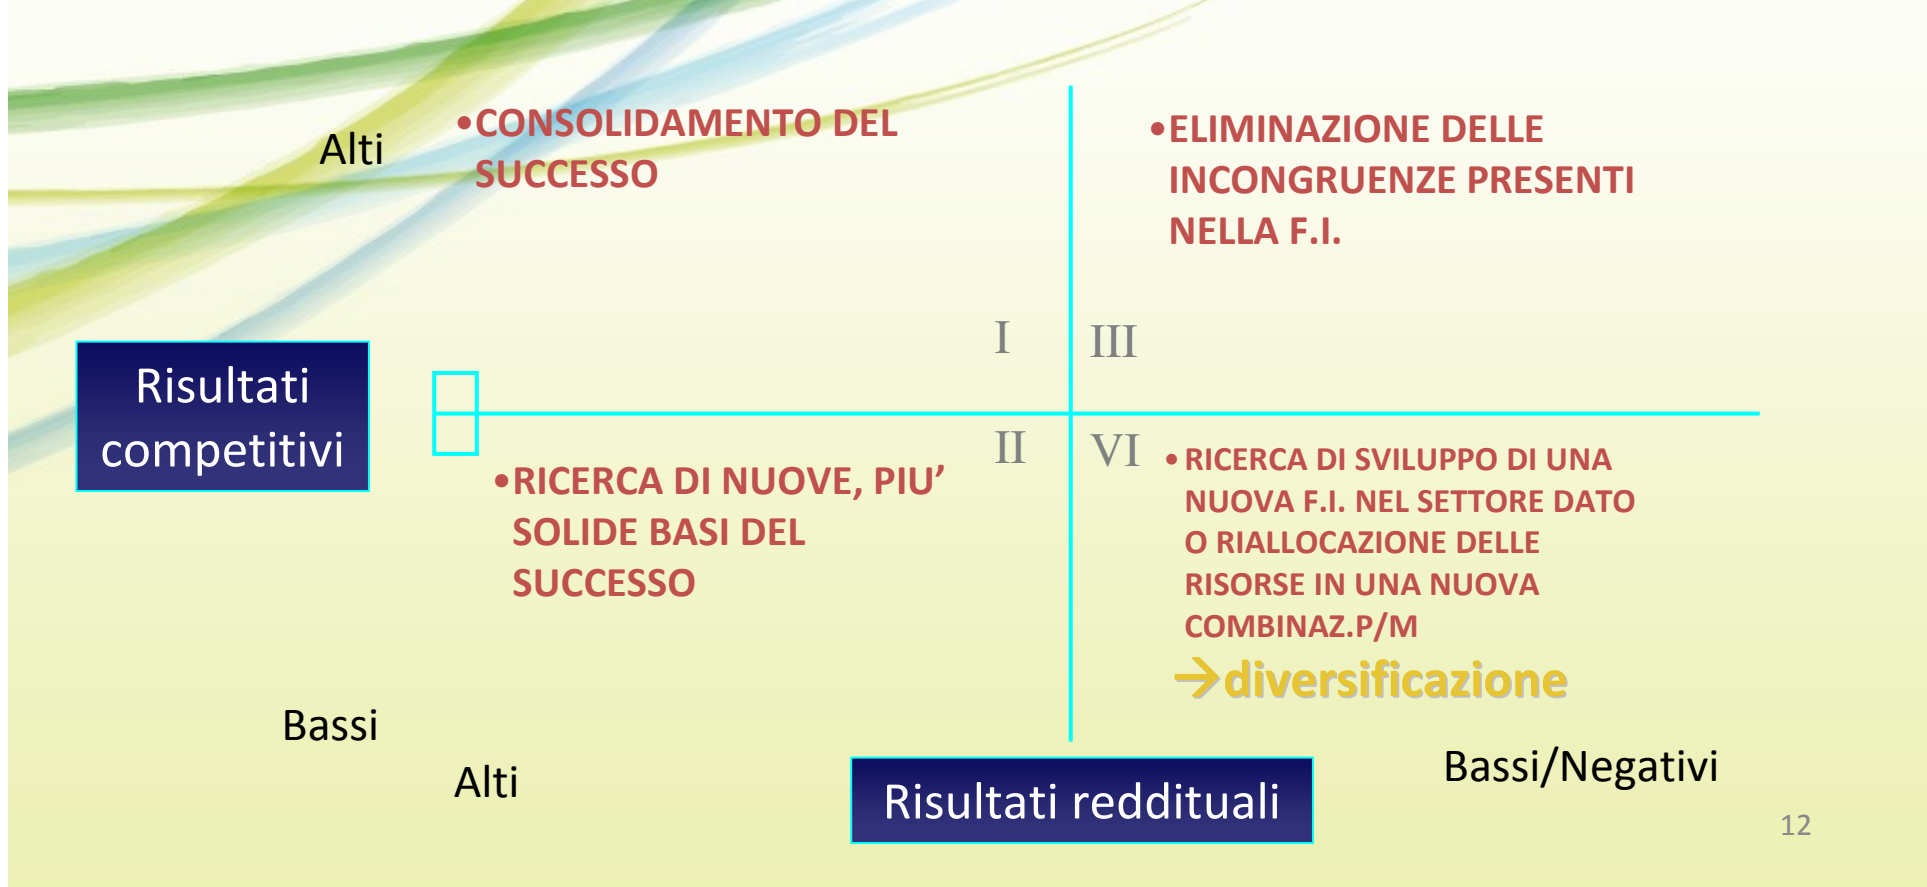 Alti
•CONSOLIDAMENTO DEL
SUCCESSO
•ELIMINAZIONE DELLE
INCONGRUENZE PRESENTI
NELLA F.I.
I
III
Risultati
competitivi
II
VI
•RICERCA DI NUOVE, PIU’
SOLIDE BASI DEL
SUCCESSO
•RICERCA DI SVILUPPO DI UNA
NUOVA F.I. NEL SETTORE DATO
O RIALLOCAZIONE DELLE
RISORSE IN UNA NUOVA
COMBINAZ.P/M
→diversificazione
Bassi
Alti
Risultati reddituali
Bassi/Negativi
12